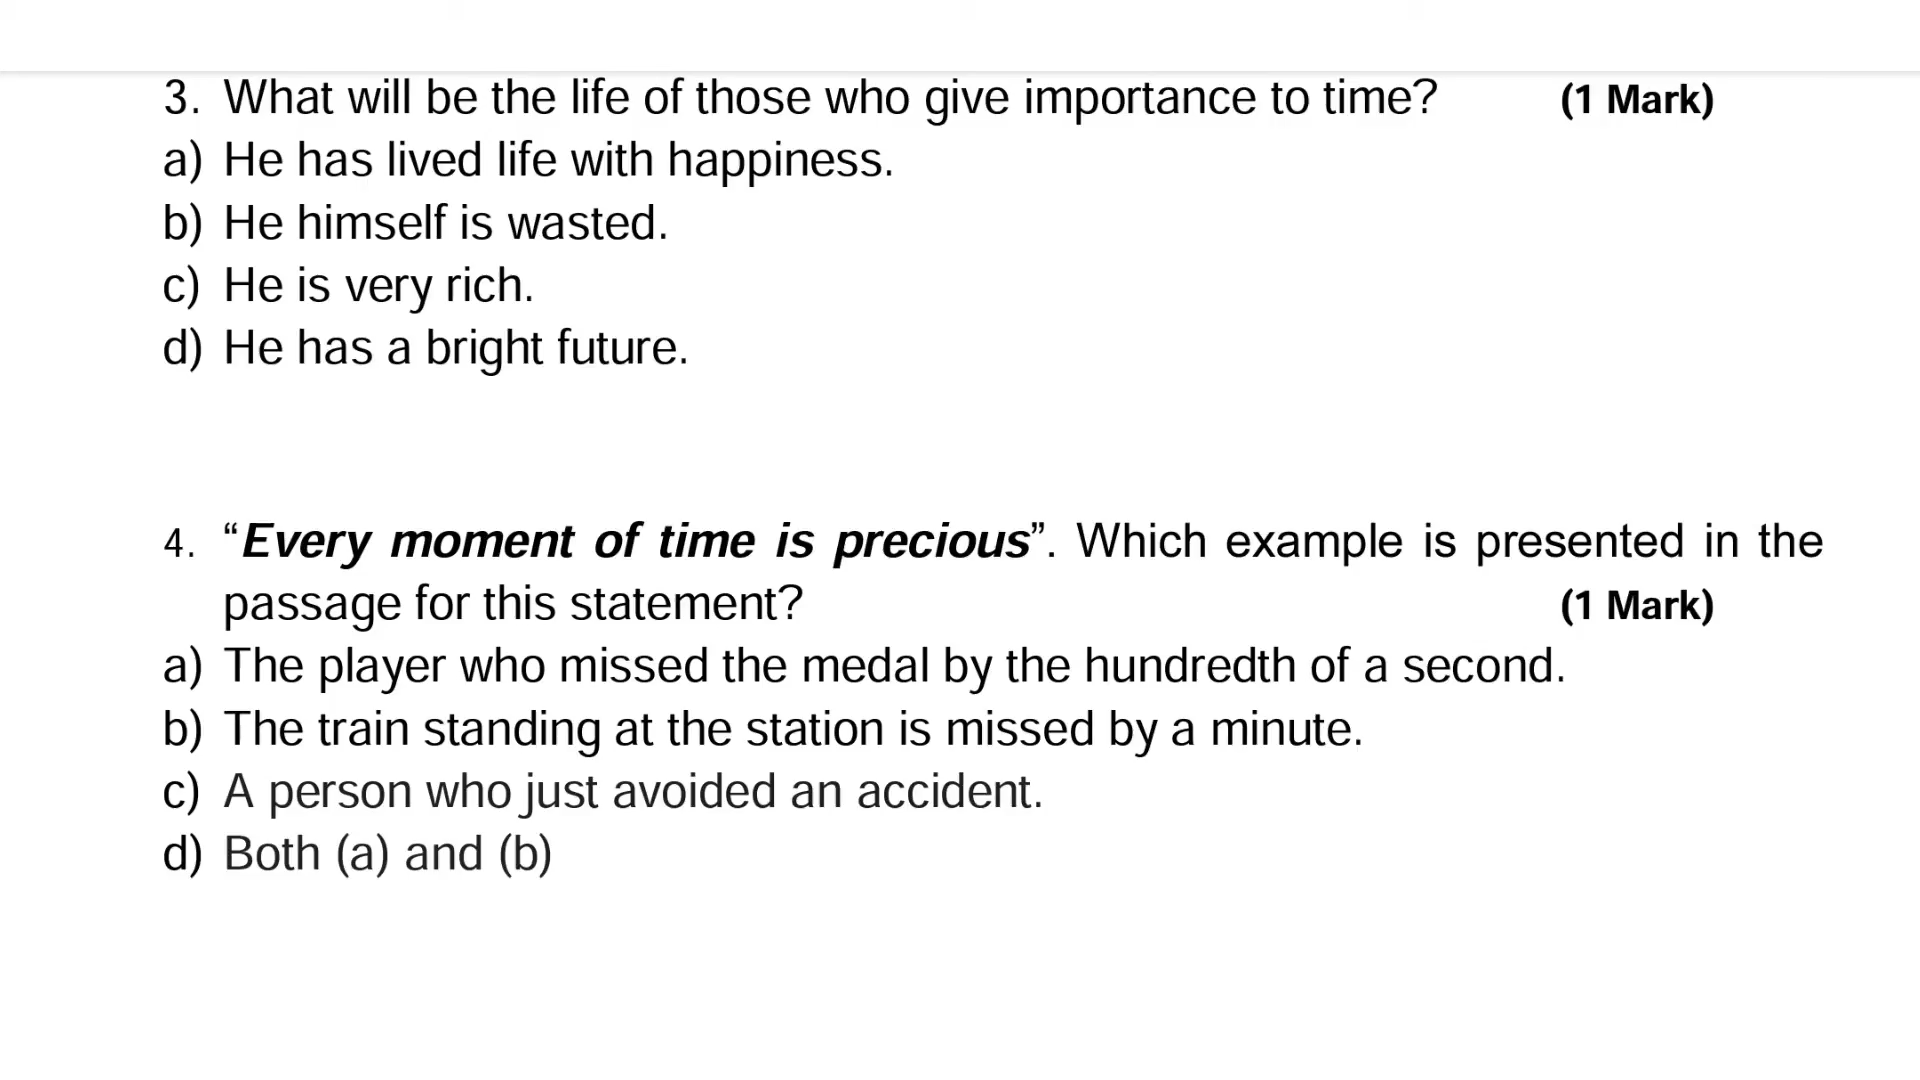 3. What will be the life of those who give importance to time? (1 Mark)
a) He has lived life with happiness.
b) He himself is wasted.
c) He is very rich.
d) He has a bright future.
4. “Every moment of time is precious”. Which example is presented in the
passage for this statement? (1 Mark)
a) The player who missed the medal by the hundredth of a second.
b) The train standing at the station is missed by a minute.
c) A person who just avoided an accident.
d) Both (a) and (b)